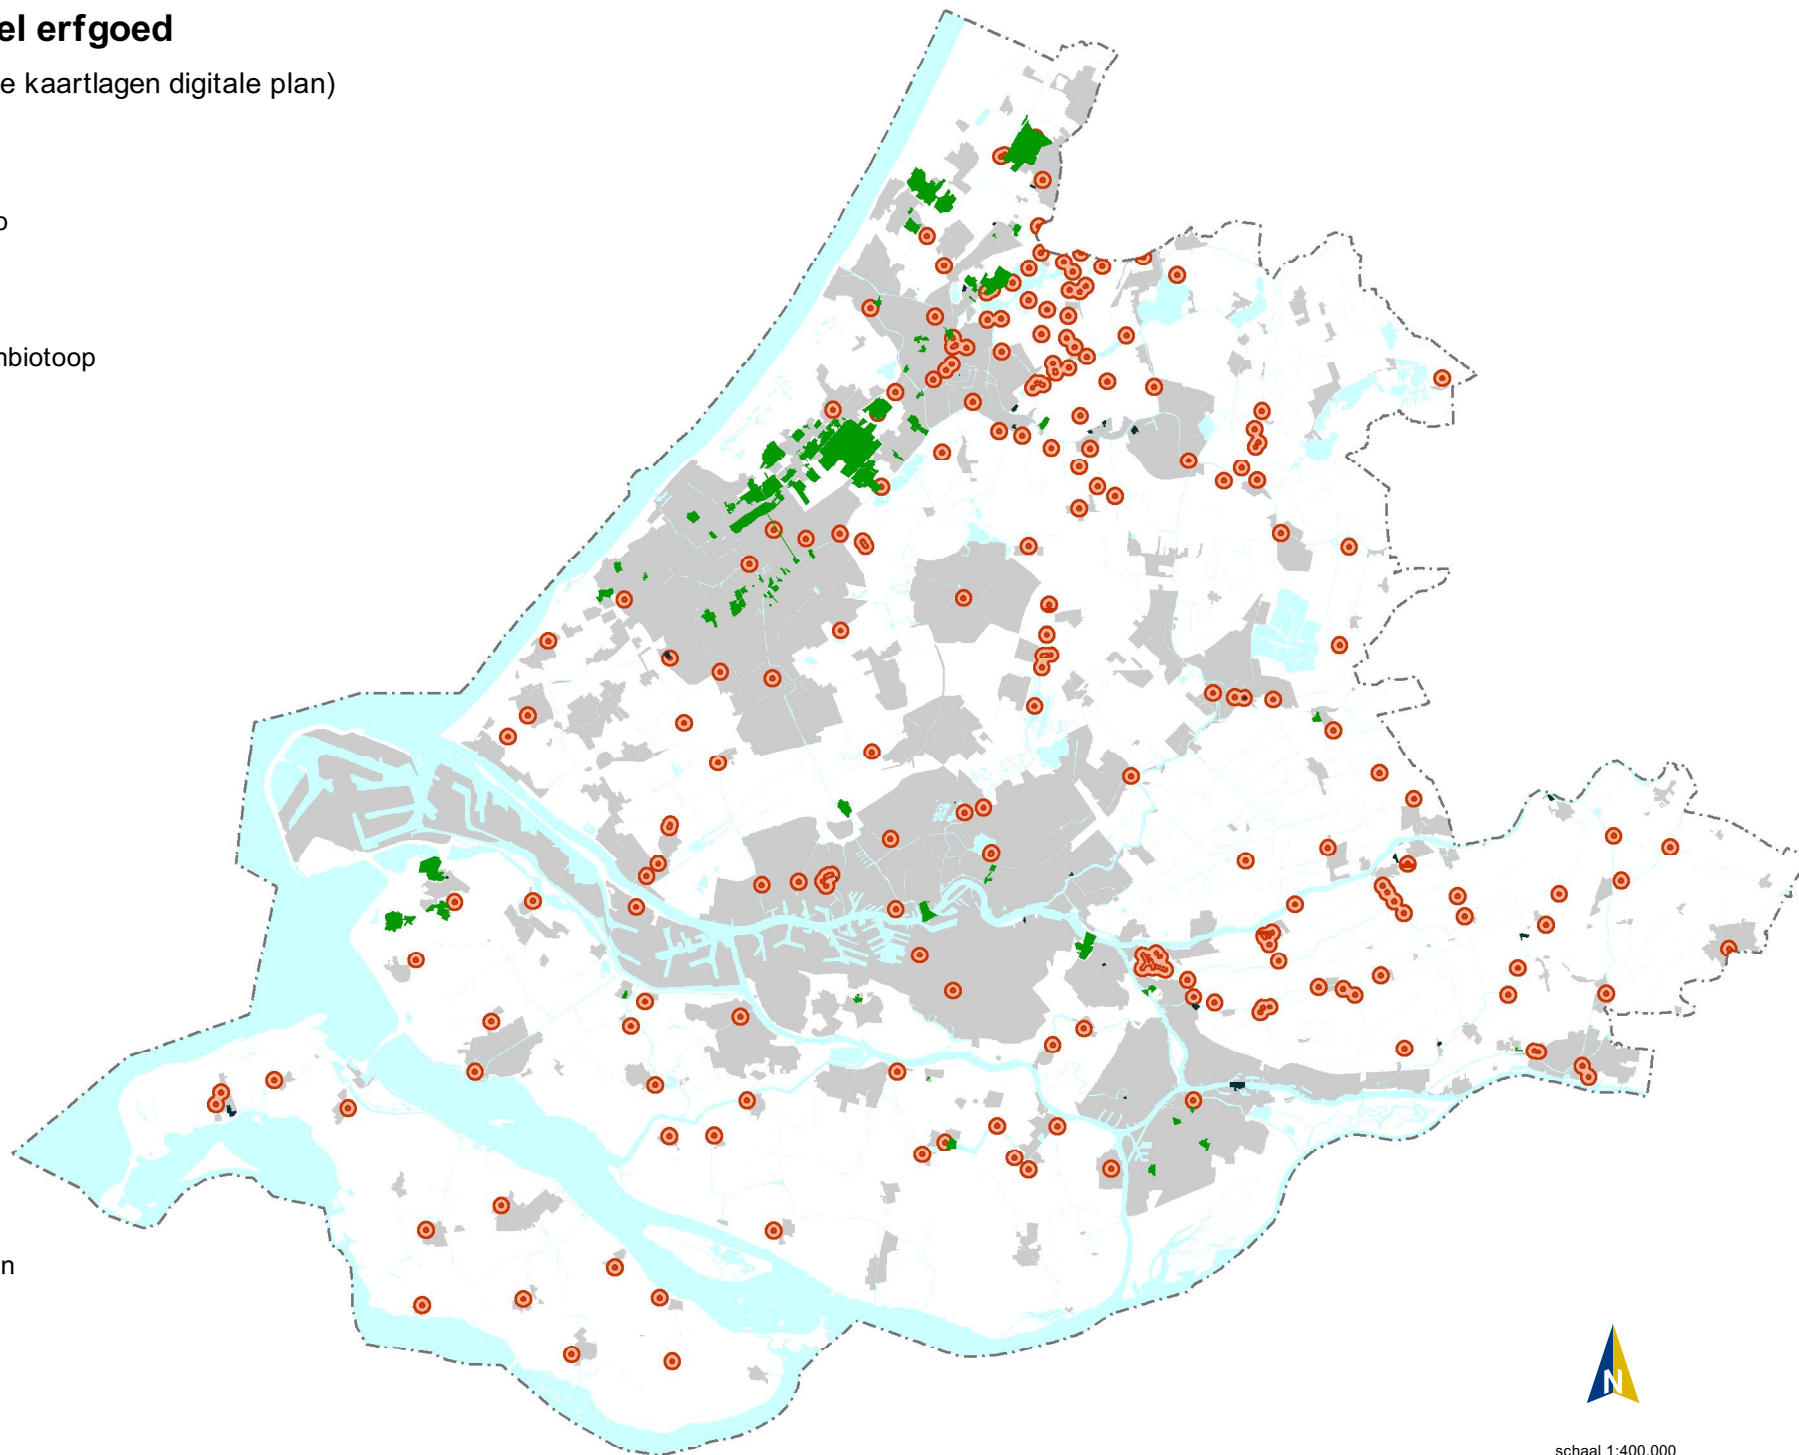 el erfgoed
e kaartlagen digitale plan)
o
nbiotoop
n
N
schaal 1:400.000